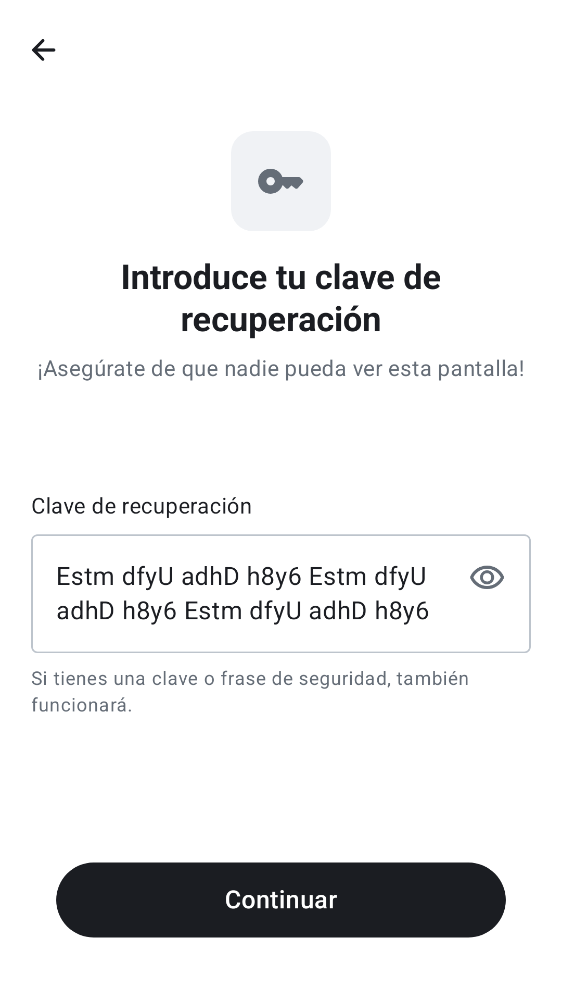 Introduce tu clave de
recuperación
¡Asegúrate de que nadie pueda ver esta pantalla!
Clave de recuperación
Estm dfyU adhD h8y6 Estm dfyU
adhD h8y6 Estm dfyU adhD h8y6
Si tienes una clave o frase de seguridad, también
funcionará.
Continuar